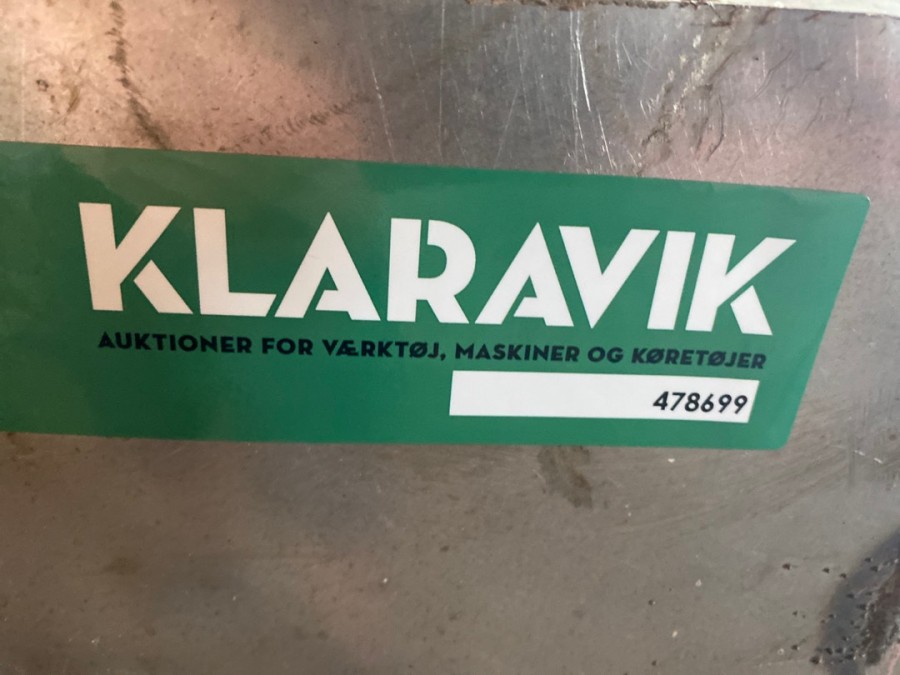 KLARAVIK
AUKTIONER FOR VÆRKTØJ, MASKINER OG KØRETØJER
478699